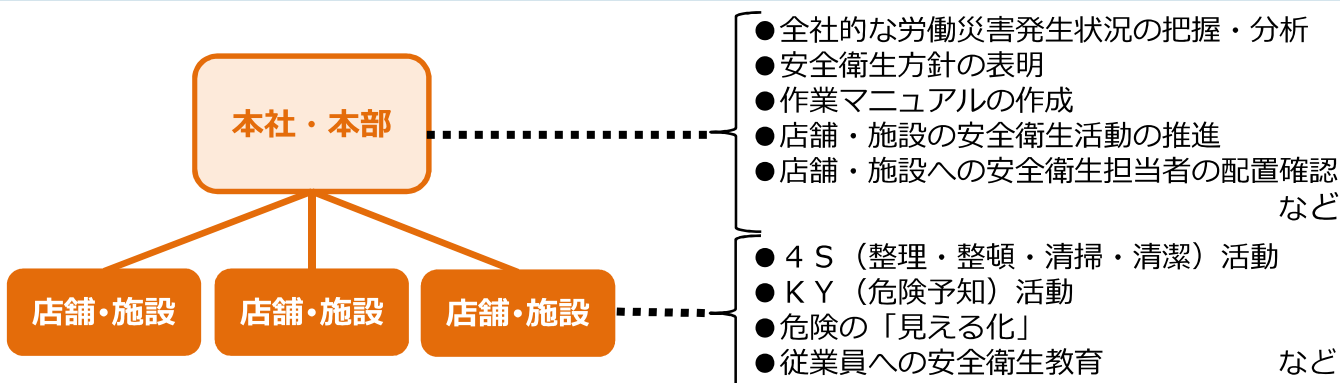 本社・本部
●全社的な労働災害発生状況の把握・分析
●安全衛生方針の表明
●作業マニュアルの作成
●店舗・施設の安全衛生活動の推進
●店舗・施設への安全衛生担当者の配置確認
など
店舗・施設
店舗・施設
店舗・施設
●４Ｓ（整理・整頓・清掃・清潔）活動
●ＫＹ（危険予知）活動
●危険の「見える化」
●従業員への安全衛生教育　　　　　　など